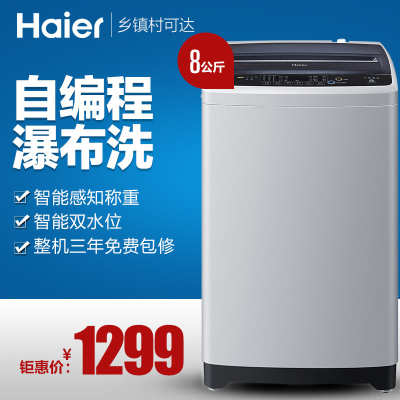 Haier 乡镇村可达
8公斤
Haier
自编程
瀑布洗
智能感知称重
智能双水位
整机三年免费包修
钜惠价:¥1299